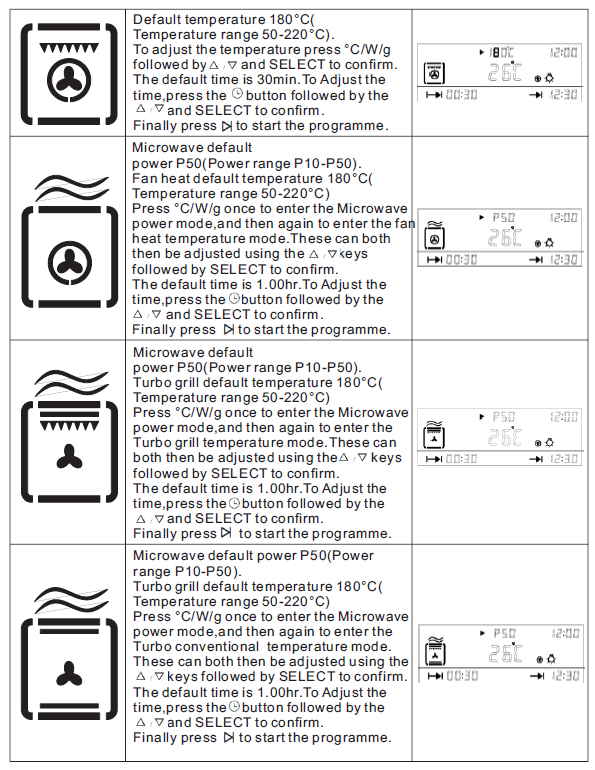 Default temperature 180°C(
Temperature range 50-220°C).
To adjust the temperature press °C/W/g
followed by △ / ▽ and SELECT to confirm.
The default time is 30min.To Adjust the
time,press the button followed by the
△ / ▽ and SELECT to confirm.
Finally press to start the programme.
180°C 12:00
26°C
00:30 12:30
Microwave default
power P50(Power range P10-P50).
Fan heat default temperature 180°C(
Temperature range 50-220°C)
Press °C/W/g once to enter the Microwave
power mode,and then again to enter the fan
heat temperature mode.These can both
then be adjusted using the △ / ▽ keys
followed by SELECT to confirm.
The default time is 1.00hr.To Adjust the
time,press the button followed by the
△ / ▽ and SELECT to confirm.
Finally press to start the programme.
P50 12:00
26°C
00:30 12:30
Microwave default
power P50(Power range P10-P50).
Turbo grill default temperature 180°C(
Temperature range 50-220°C)
Press °C/W/g once to enter the Microwave
power mode,and then again to enter the
Turbo grill temperature mode.These can
both then be adjusted using the △ / ▽ keys
followed by SELECT to confirm.
The default time is 1.00hr.To Adjust the
time,press the button followed by the
△ / ▽ and SELECT to confirm.
Finally press to start the programme.
P50 12:00
26°C
00:30 12:30
Microwave default power P50(Power
range P10-P50).
Turbo grill default temperature 180°C(
Temperature range 50-220°C)
Press °C/W/g once to enter the Microwave
power mode,and then again to enter the
Turbo conventional temperature mode.
These can both then be adjusted using the
△ / ▽ keys followed by SELECT to confirm.
The default time is 1.00hr.To Adjust the
time,press the button followed by the
△ / ▽ and SELECT to confirm.
Finally press to start the programme.
P50 12:00
26°C
00:30 12:30